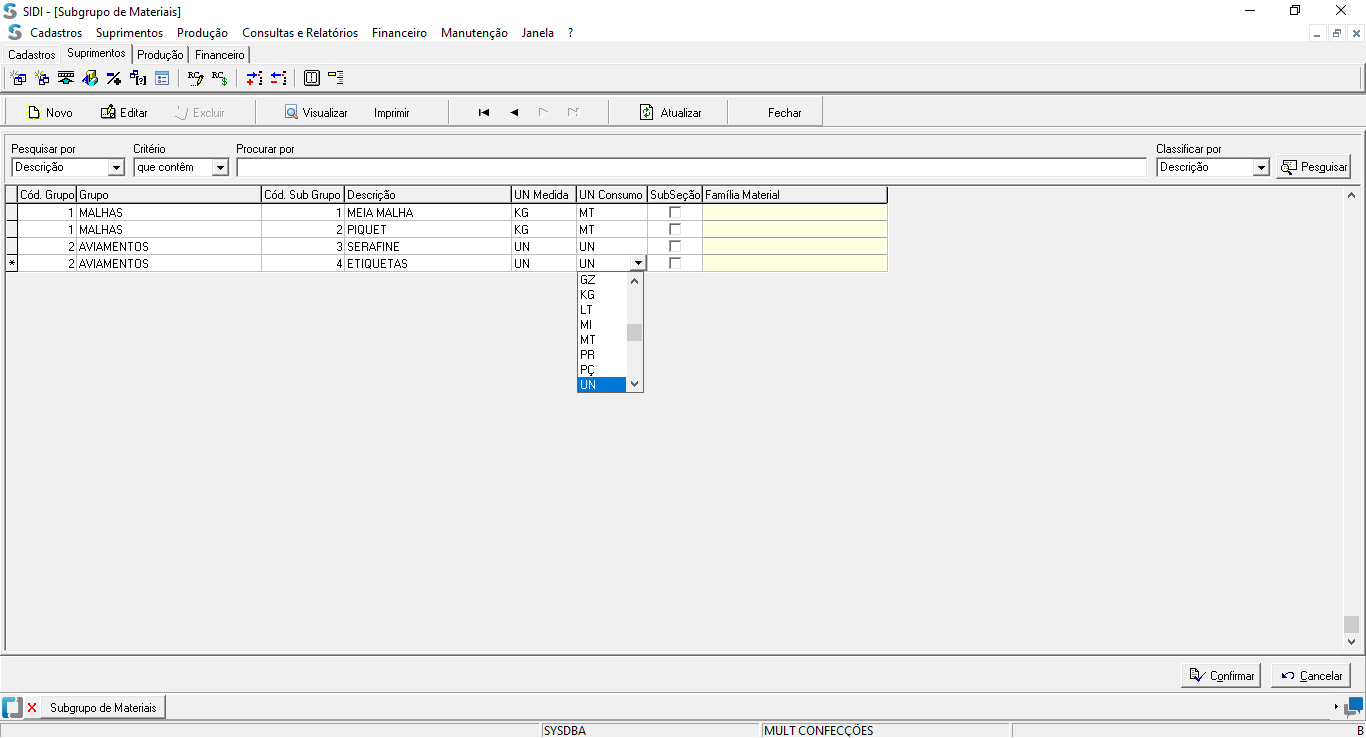 SIDI - [Subgrupo de Materiais]
Cadastros Suprimentos Produção Consultas e Relatórios Financeiro Manutenção Janela ?
Cadastros Suprimentos Produção Financeiro
Novo Editar Excluir Visualizar Imprimir Atualizar Fechar
Pesquisar por Critério Procurar por Classificar por
Descrição que contêm Descrição Pesquisar
Cód. Grupo Grupo Cód. Sub Grupo Descrição UN Medida UN Consumo SubSeção Família Material
1 MALHAS 1 MEIA MALHA KG MT
1 MALHAS 2 PIQUET KG MT
2 AVIAMENTOS 3 SERAFINE UN UN
* 2 AVIAMENTOS 4 ETIQUETAS UN UN
GZ
KG
LT
MI
MT
PR
PÇ
UN
Confirmar Cancelar
Subgrupo de Materiais
SYSDBA MULT CONFECÇÕES B